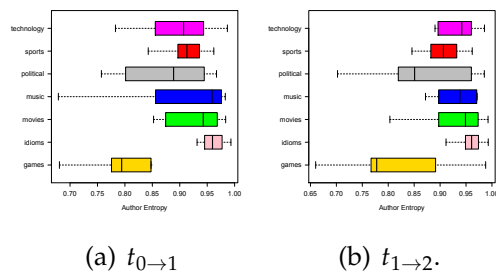 technology
sports
political
music
movies
idioms
games
0.70 0.75 0.80 0.85 0.90 0.95 1.00
Author Entropy
(a) t0→1
technology
sports
political
music
movies
idioms
games
0.65 0.70 0.75 0.80 0.85 0.90 0.95 1.00
Author Entropy
(b) t1→2.